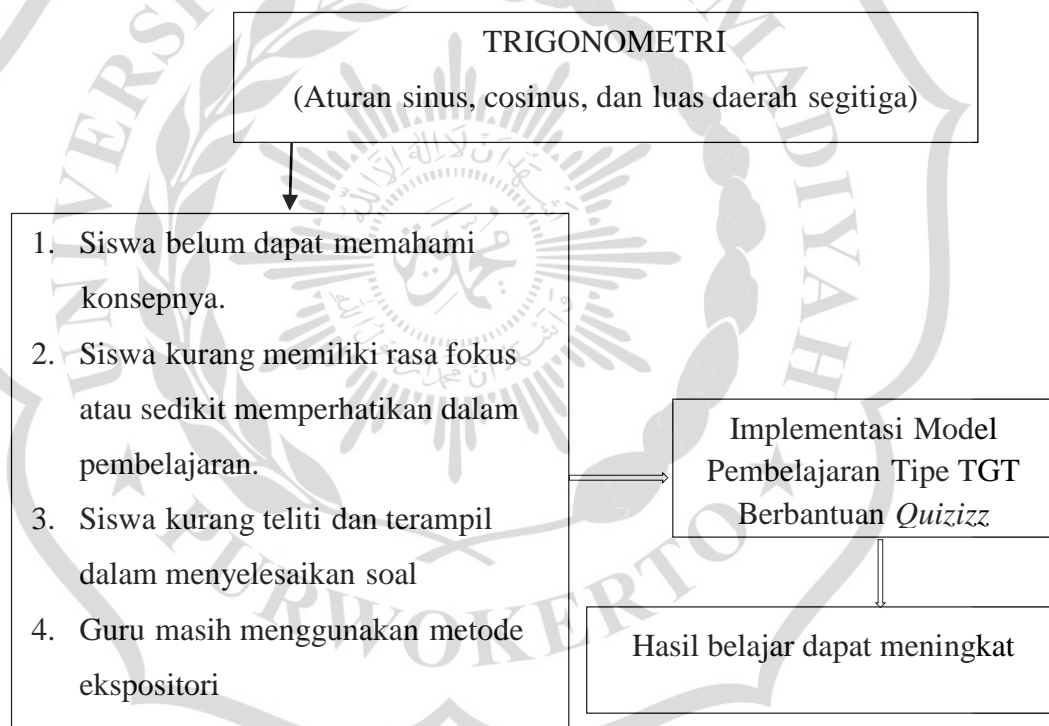 TRIGONOMETRI
(Aturan sinus, cosinus, dan luas daerah segitiga)
1. Siswa belum dapat memahami
konsepnya.
2. Siswa kurang memiliki rasa fokus
atau sedikit memperhatikan dalam
pembelajaran.
3. Siswa kurang teliti dan terampil
dalam menyelesaikan soal
4. Guru masih menggunakan metode
ekspositori
Implementasi Model
Pembelajaran Tipe TGT
Berbantuan Quizizz
Hasil belajar dapat meningkat
PURWOKERTO